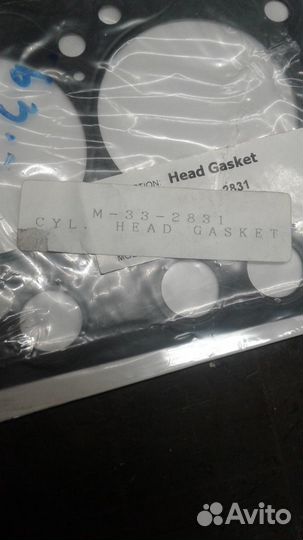 Head Gasket
2831
M-33-2831
CYL. HEAD GASKET
Avito